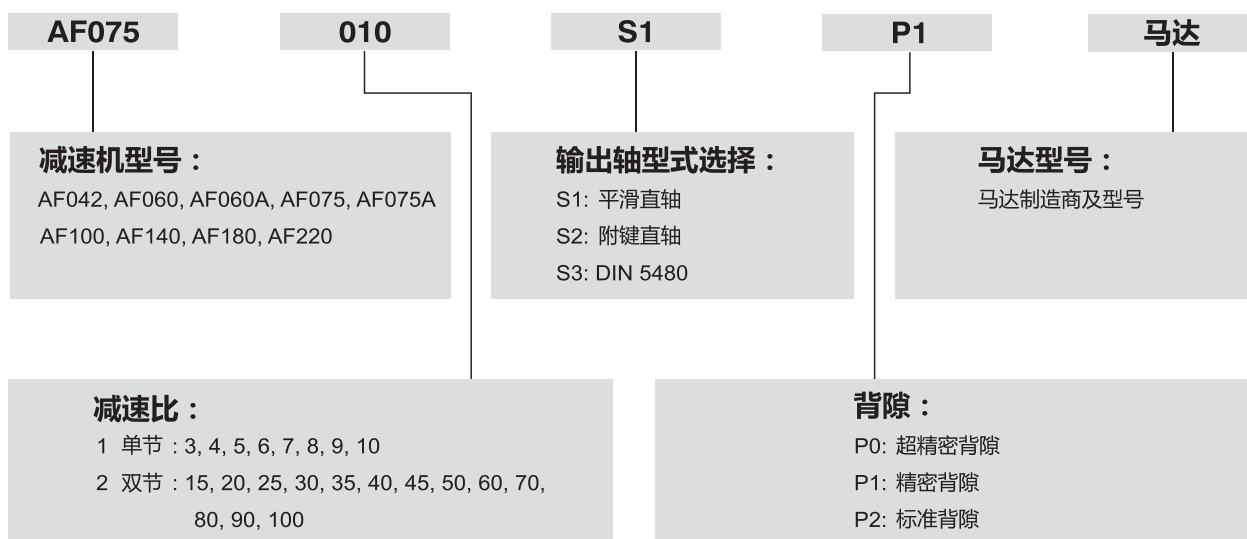 AF075
010
S1
P1
马达
减速机型号：
AF042, AF060, AF060A, AF075, AF075A
AF100, AF140, AF180, AF220
输出轴型式选择：
S1: 平滑直轴
S2: 附键直轴
S3: DIN 5480
马达型号：
马达制造商及型号
减速比：
1 单节 : 3, 4, 5, 6, 7, 8, 9, 10
2 双节 : 15, 20, 25, 30, 35, 40, 45, 50, 60, 70,
80, 90, 100
背隙：
P0: 超精密背隙
P1: 精密背隙
P2: 标准背隙